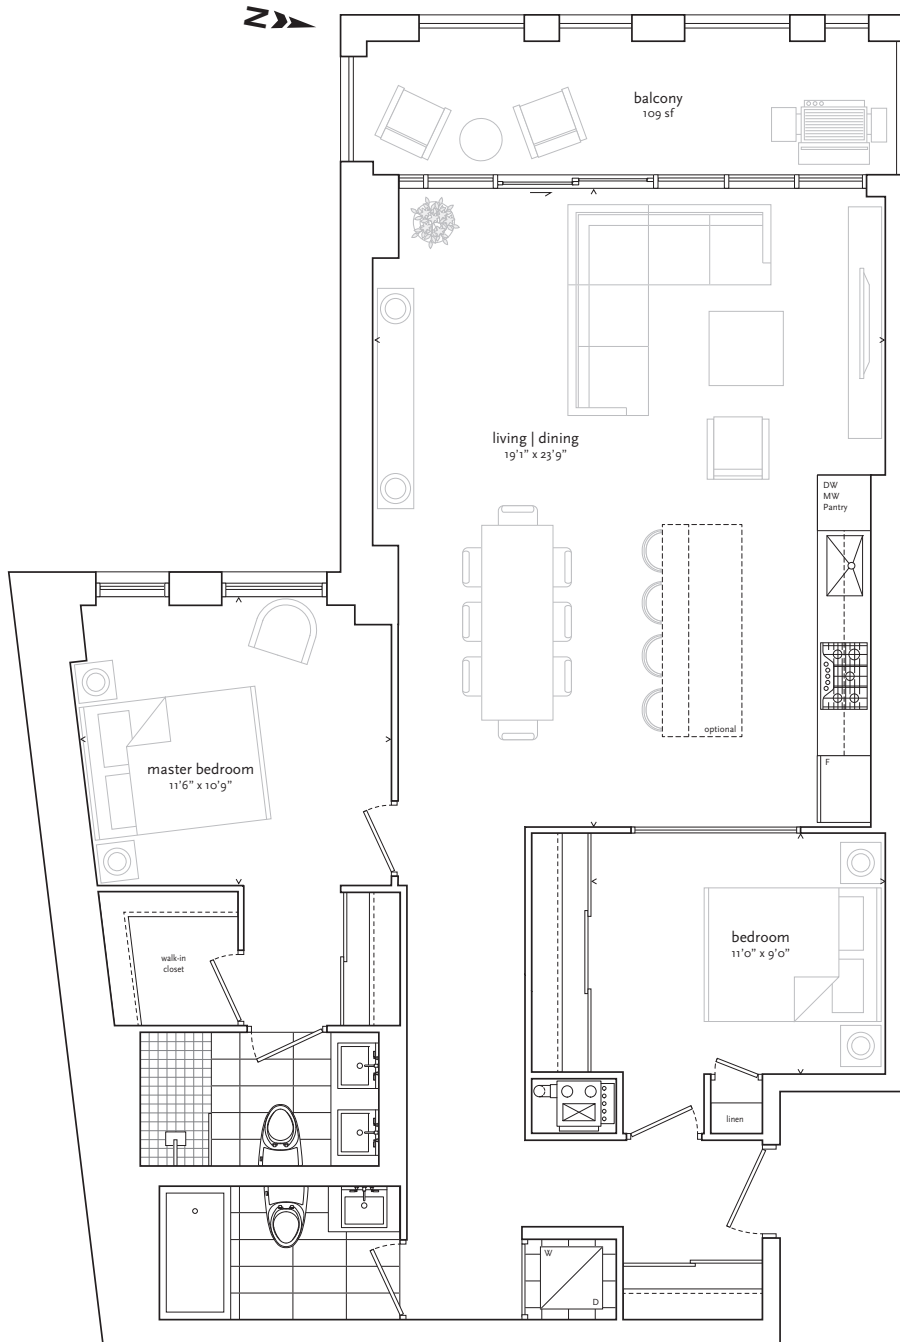 N
balcony
109 sf
living | dining
19'1" x 23'9"
DW
MW
Pantry
optional
F
master bedroom
11'6" x 10'9"
bedroom
11'0" x 9'0"
walk-in
closet
linen
W
D